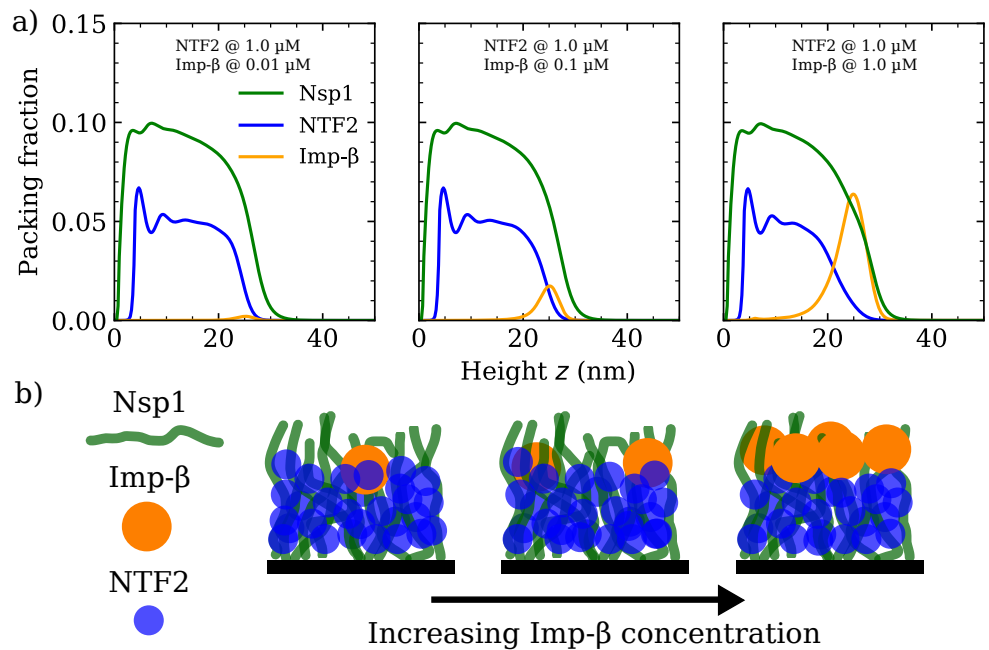 a)
0.15
0.10
0.05
0.00
Packing fraction
NTF2 @ 1.0 µM
Imp-β @ 0.01 µM
Nsp1
NTF2
Imp-β
0 20 40
NTF2 @ 1.0 µM
Imp-β @ 0.1 µM
0 20 40
NTF2 @ 1.0 µM
Imp-β @ 1.0 µM
0 20 40
Height z (nm)
b)
Nsp1
Imp-β
NTF2
Increasing Imp-β concentration